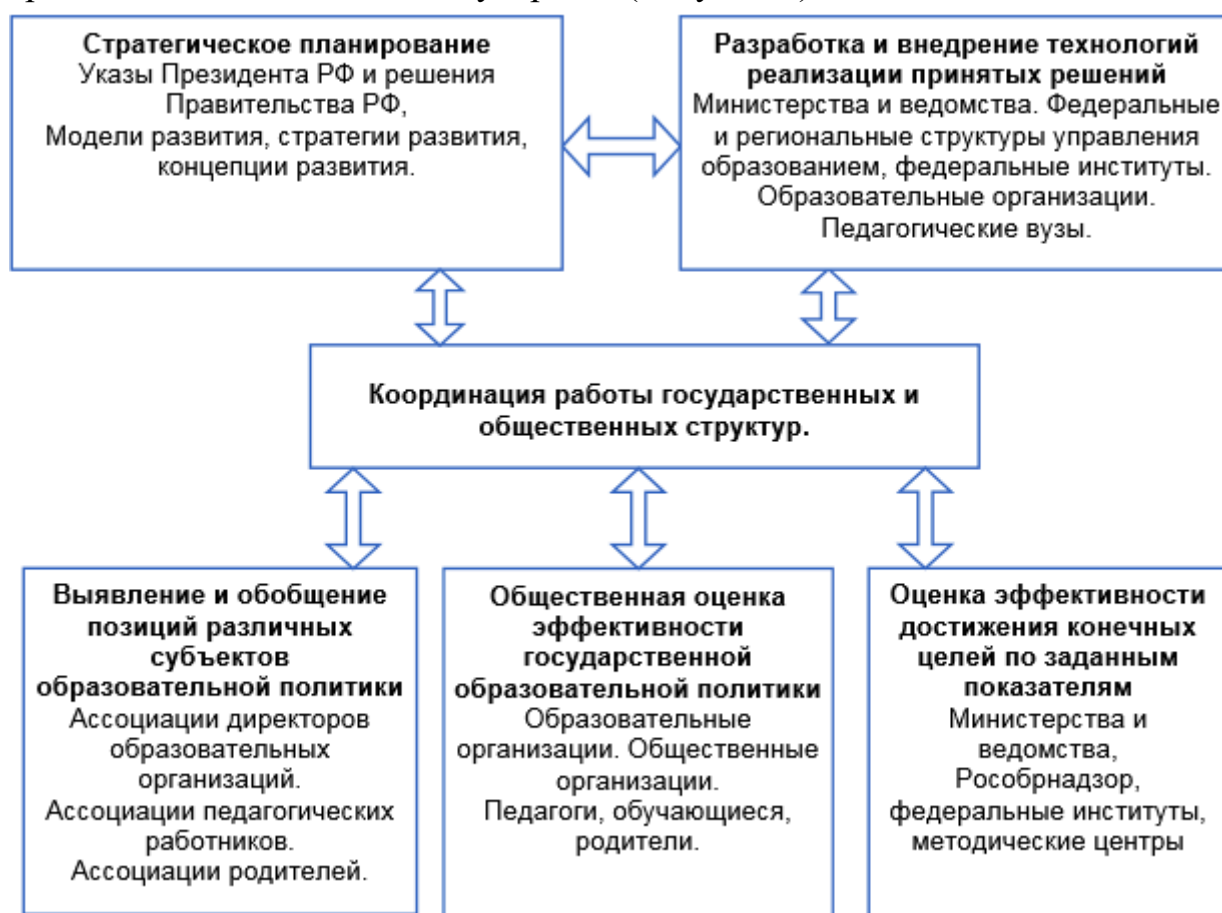 Стратегическое планирование
Указы Президента РФ и решения
Правительства РФ,
Модели развития, стратегии развития,
концепции развития.
Разработка и внедрение технологий
реализации принятых решений
Министерства и ведомства. Федеральные
и региональные структуры управления
образованием, федеральные институты.
Образовательные организации.
Педагогические вузы.
Координация работы государственных и
общественных структур.
Выявление и обобщение
позиций различных
субъектов
образовательной политики
Ассоциации директоров
образовательных
организаций.
Ассоциации педагогических
работников.
Ассоциации родителей.
Общественная оценка
эффективности
государственной
образовательной политики
Образовательные
организации. Общественные
организации.
Педагоги, обучающиеся,
родители.
Оценка эффективности
достижения конечных
целей по заданным
показателям
Министерства и
ведомства,
Рособрнадзор,
федеральные институты,
методические центры